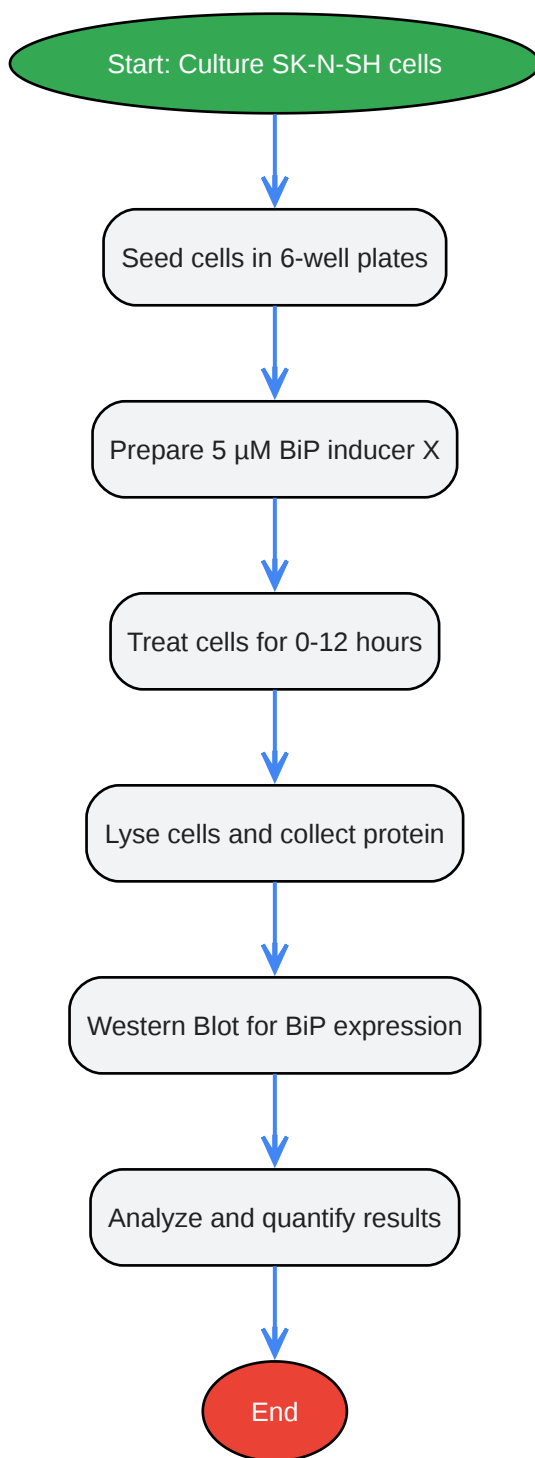 Start: Culture SK-N-SH cells
Seed cells in 6-well plates
Prepare 5 µM BiP inducer X
Treat cells for 0-12 hours
Lyse cells and collect protein
Western Blot for BiP expression
Analyze and quantify results
End